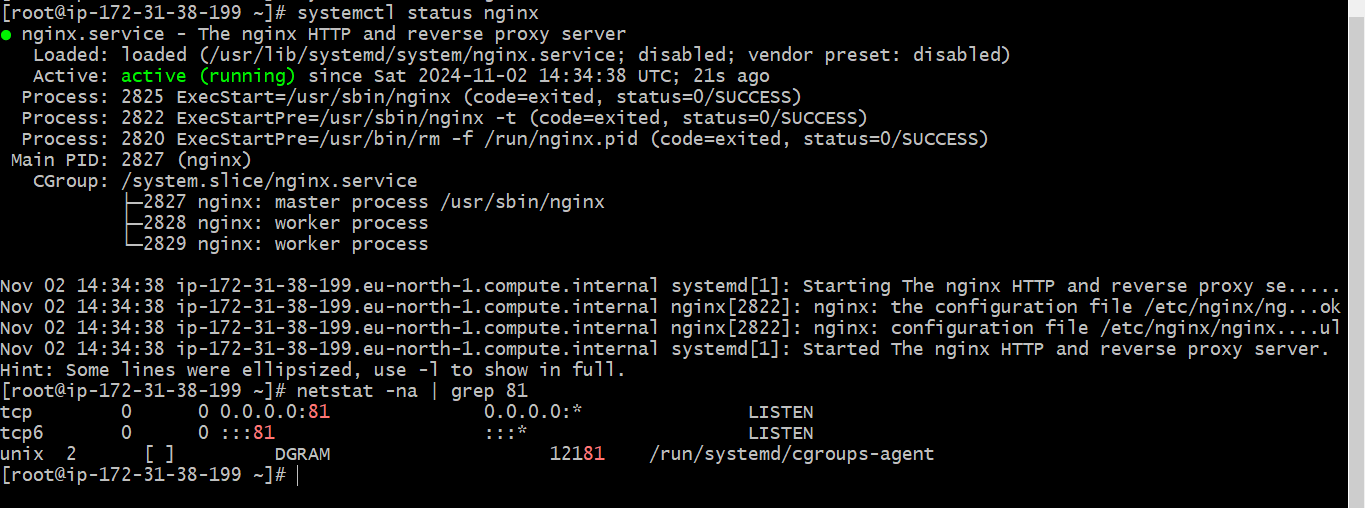 [root@ip-172-31-38-199 ~]# systemctl status nginx
● nginx.service - The nginx HTTP and reverse proxy server
   Loaded: loaded (/usr/lib/systemd/system/nginx.service; disabled; vendor preset: disabled)
   Active: active (running) since Sat 2024-11-02 14:34:38 UTC; 21s ago
  Process: 2825 ExecStart=/usr/sbin/nginx (code=exited, status=0/SUCCESS)
  Process: 2822 ExecStartPre=/usr/sbin/nginx -t (code=exited, status=0/SUCCESS)
  Process: 2820 ExecStartPre=/usr/bin/rm -f /run/nginx.pid (code=exited, status=0/SUCCESS)
 Main PID: 2827 (nginx)
   CGroup: /system.slice/nginx.service
           ├─2827 nginx: master process /usr/sbin/nginx
           ├─2828 nginx: worker process
           └─2829 nginx: worker process
Nov 02 14:34:38 ip-172-31-38-199.eu-north-1.compute.internal systemd[1]: Starting The nginx HTTP and reverse proxy se.....
Nov 02 14:34:38 ip-172-31-38-199.eu-north-1.compute.internal nginx[2822]: nginx: the configuration file /etc/nginx/ng...ok
Nov 02 14:34:38 ip-172-31-38-199.eu-north-1.compute.internal nginx[2822]: nginx: configuration file /etc/nginx/nginx....ul
Nov 02 14:34:38 ip-172-31-38-199.eu-north-1.compute.internal systemd[1]: Started The nginx HTTP and reverse proxy server.
Hint: Some lines were ellipsized, use -l to show in full.
[root@ip-172-31-38-199 ~]# netstat -na | grep 81
tcp        0      0 0.0.0.0:81              0.0.0.0:*               LISTEN
tcp6       0      0 :::81                   :::*                    LISTEN
unix  2      [ ]         DGRAM                    12181    /run/systemd/cgroups-agent
[root@ip-172-31-38-199 ~]#